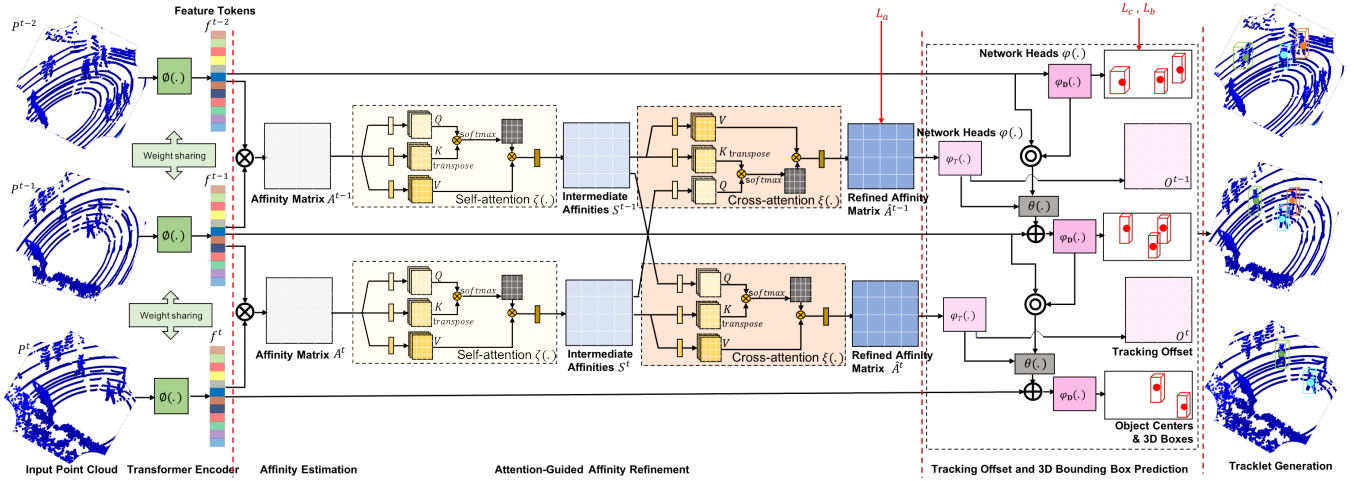 Feature Tokens
P^{t-2}
f^{t-2}
∅(.)
Weight sharing
P^{t-1}
f^{t-1}
∅(.)
Weight sharing
P^t
f^t
∅(.)
Affinity Matrix A^{t-1}
Q
K
V
softmax
transpose
Self-attention ζ(.)
Intermediate
Affinities S^{t-1}
V
K
Q
transpose
softmax
Cross-attention ξ(.)
L_a
Refined Affinity
Matrix Â^{t-1}
Affinity Matrix A^t
Q
K
V
softmax
transpose
Self-attention ζ(.)
Intermediate
Affinities S^t
Q
K
V
softmax
transpose
Cross-attention ξ(.)
Refined Affinity
Matrix Â^t
L_c , L_b
Network Heads φ(.)
φ_D(.)
Network Heads φ(.)
φ_T(.)
O^{t-1}
θ(.)
φ_D(.)
φ_T(.)
O^t
Tracking Offset
θ(.)
φ_D(.)
Object Centers
& 3D Boxes
Input Point Cloud
Transformer Encoder
Affinity Estimation
Attention-Guided Affinity Refinement
Tracking Offset and 3D Bounding Box Prediction
Tracklet Generation